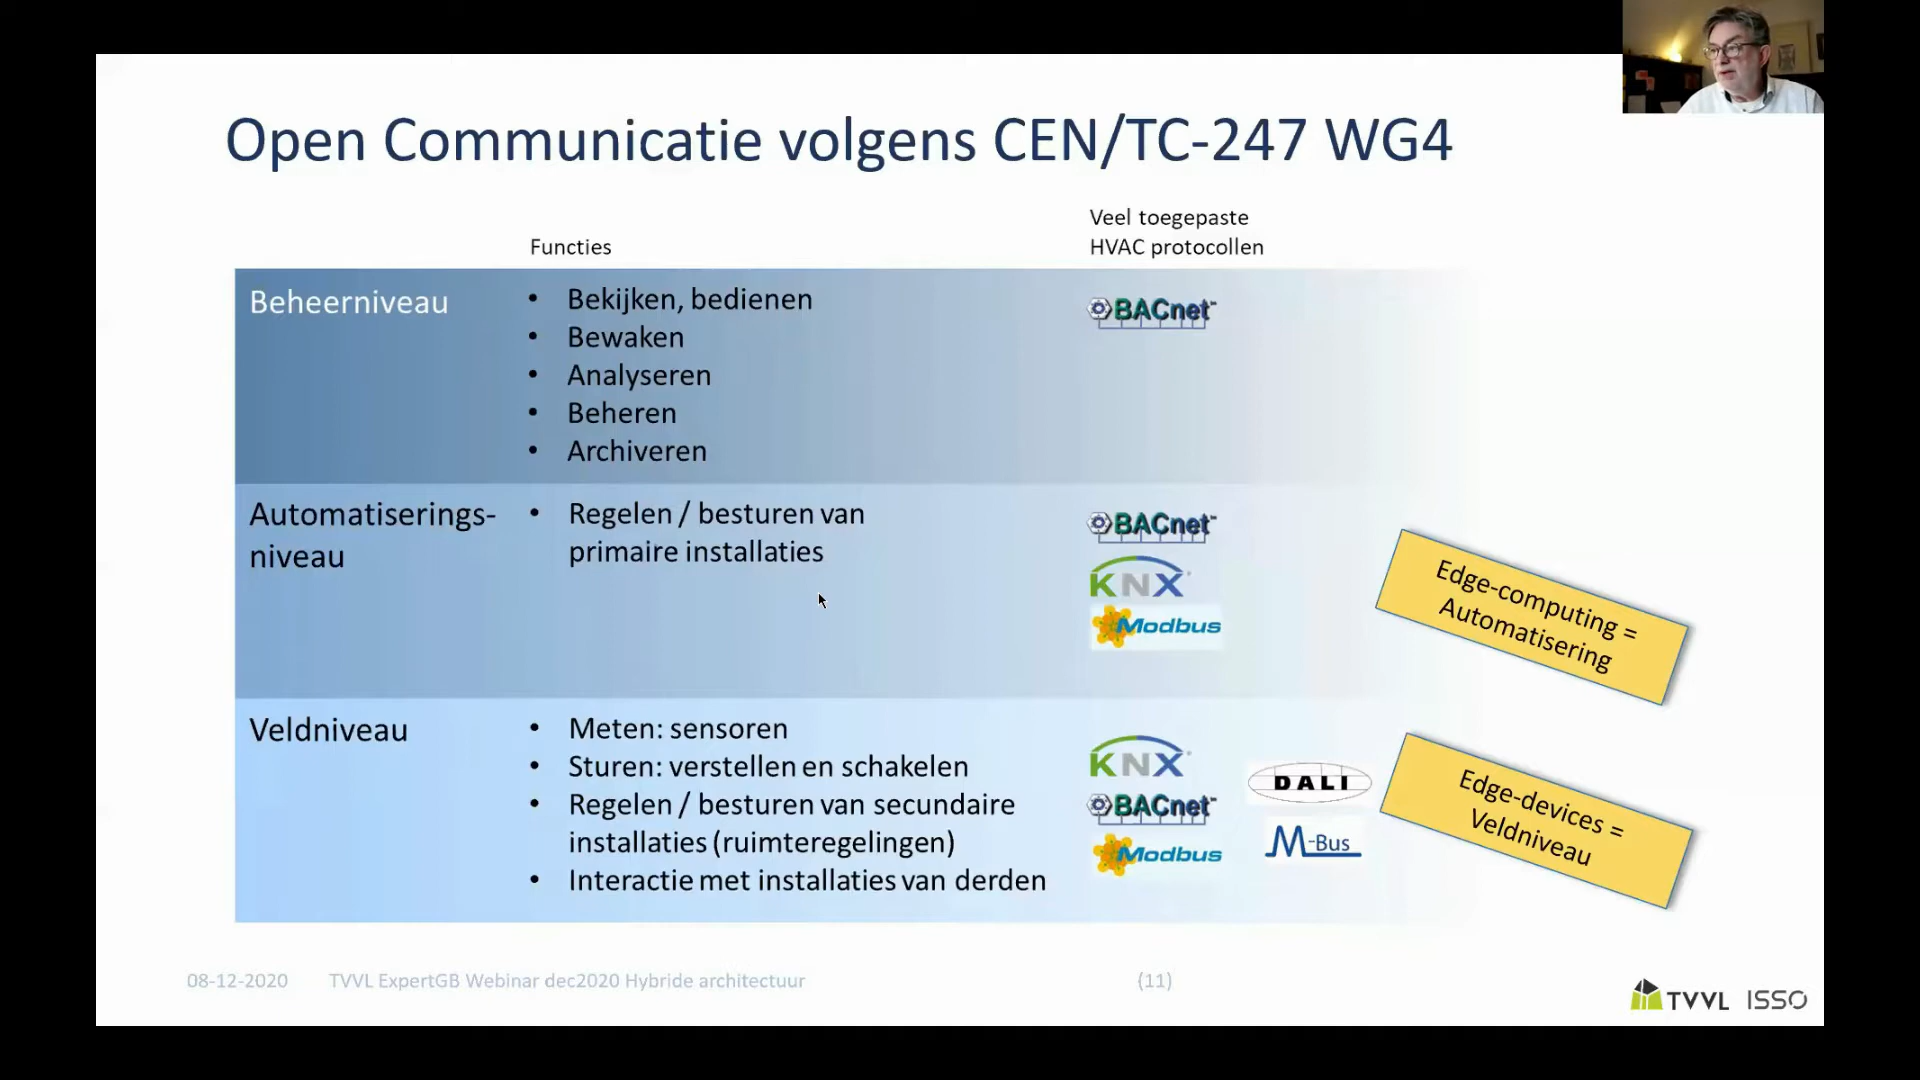 Open Communicatie volgens CEN/TC-247 WG4
Functies
Veel toegepaste
HVAC protocollen
Beheerniveau
• Bekijken, bedienen
• Bewaken
• Analyseren
• Beheren
• Archiveren
BACnet™
Automatiserings-
niveau
• Regelen / besturen van
primaire installaties
BACnet™
KNX
Modbus
Edge-computing =
Automatisering
Veldniveau
• Meten: sensoren
• Sturen: verstellen en schakelen
• Regelen / besturen van secundaire
installaties (ruimteregelingen)
• Interactie met installaties van derden
KNX
BACnet™
Modbus
DALI
M-Bus
Edge-devices =
Veldniveau
08-12-2020 TVVL ExpertGB Webinar dec2020 Hybride architectuur (11)
TVVL ISSO